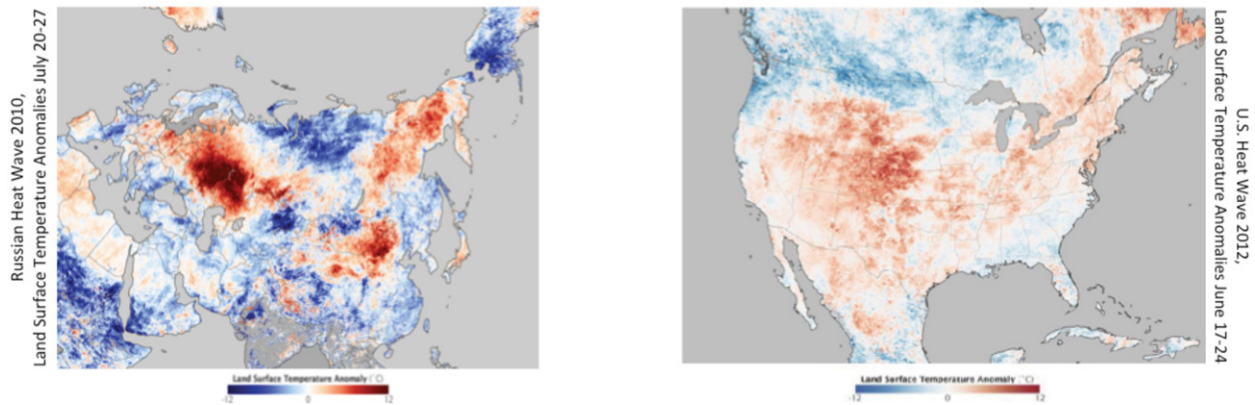 Russian Heat Wave 2010,
Land Surface Temperature Anomalies July 20-27
Land Surface Temperature Anomaly (°C)
-12 0 12
U.S. Heat Wave 2012,
Land Surface Temperature Anomalies June 17-24
Land Surface Temperature Anomaly (°C)
-12 0 12